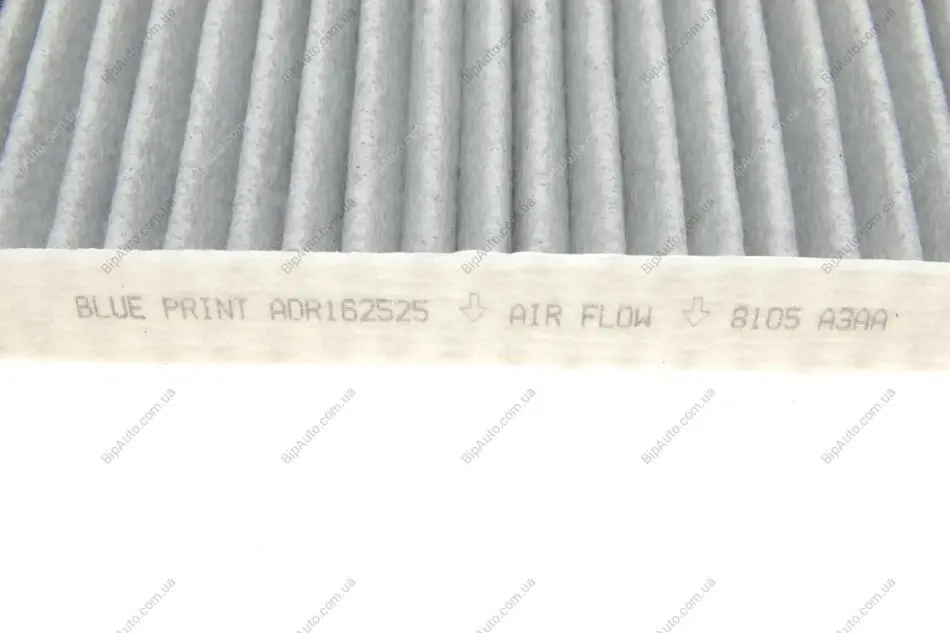 BLUE PRINT ADR162525 ⇩ AIR FLOW ⇩ 8105 A3AA
BipAuto.com.ua